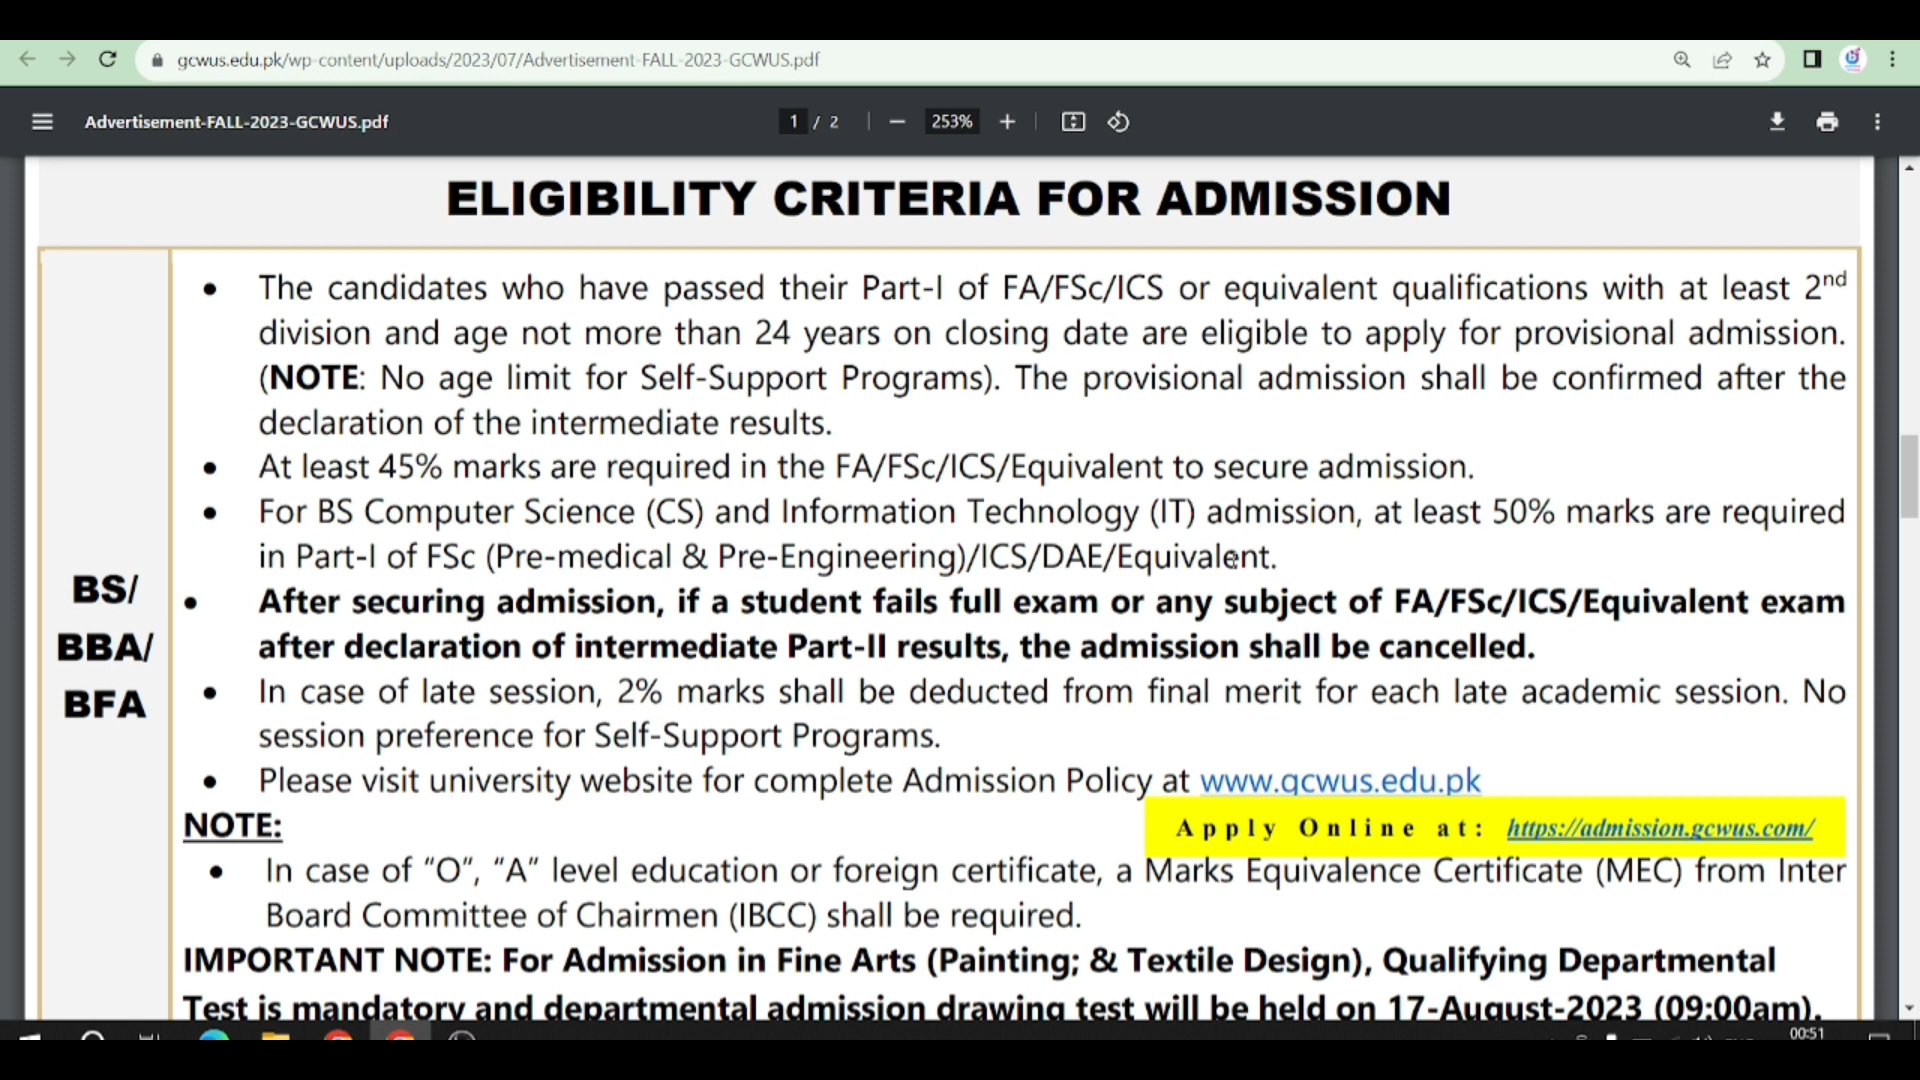 gcwus.edu.pk/wp-content/uploads/2023/07/Advertisement-FALL-2023-GCWUS.pdf
Advertisement-FALL-2023-GCWUS.pdf
1 / 2
253%
ELIGIBILITY CRITERIA FOR ADMISSION
BS/
BBA/
BFA
• The candidates who have passed their Part-I of FA/FSc/ICS or equivalent qualifications with at least 2nd
division and age not more than 24 years on closing date are eligible to apply for provisional admission.
(NOTE: No age limit for Self-Support Programs). The provisional admission shall be confirmed after the
declaration of the intermediate results.
• At least 45% marks are required in the FA/FSc/ICS/Equivalent to secure admission.
• For BS Computer Science (CS) and Information Technology (IT) admission, at least 50% marks are required
in Part-I of FSc (Pre-medical & Pre-Engineering)/ICS/DAE/Equivalent.
• After securing admission, if a student fails full exam or any subject of FA/FSc/ICS/Equivalent exam
after declaration of intermediate Part-II results, the admission shall be cancelled.
• In case of late session, 2% marks shall be deducted from final merit for each late academic session. No
session preference for Self-Support Programs.
• Please visit university website for complete Admission Policy at www.gcwus.edu.pk
NOTE:
Apply Online at: https://admission.gcwus.com/
• In case of “O”, “A” level education or foreign certificate, a Marks Equivalence Certificate (MEC) from Inter
Board Committee of Chairmen (IBCC) shall be required.
IMPORTANT NOTE: For Admission in Fine Arts (Painting; & Textile Design), Qualifying Departmental
Test is mandatory and departmental admission drawing test will be held on 17-August-2023 (09:00am).
00:51